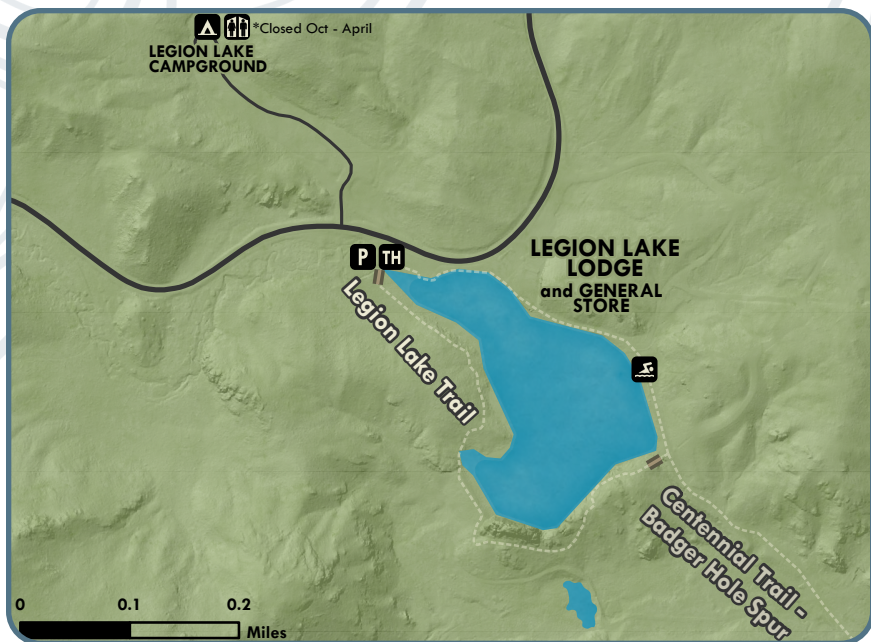 *Closed Oct - April
LEGION LAKE
CAMPGROUND
P TH
LEGION LAKE
LODGE
and GENERAL
STORE
Legion Lake Trail
Centennial Trail -
Badger Hole Spur
0 0.1 0.2
Miles